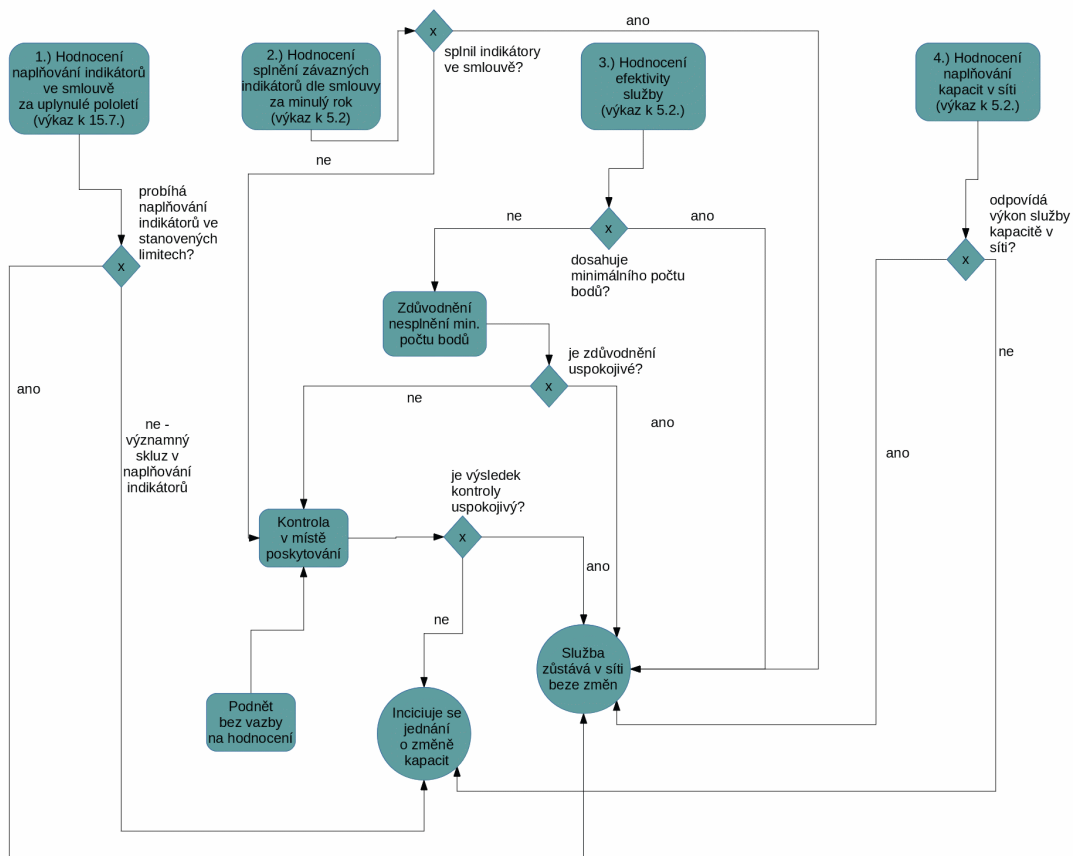 1.) Hodnocení
naplňování indikátorů
ve smlouvě
za uplynulé pololetí
(výkaz k 15.7.)
2.) Hodnocení
splnění závazných
indikátorů dle smlouvy
za minulý rok
(výkaz k 5.2)
x
ano
splnil indikátory
ve smlouvě?
3.) Hodnocení
efektivity
služby
(výkaz k 5.2.)
4.) Hodnocení
naplňování
kapacit v síti
(výkaz k 5.2.)
ne
probíhá
naplňování
indikátorů ve
stanovených
limitech?
x
ne
ano
x
dosahuje
minimálního počtu
bodů?
odpovídá
výkon služby
kapacitě v
síti?
x
Zdůvodnění
nesplnění min.
počtu bodů
je zdůvodnění
uspokojivé?
x
ne
ano
ne
ano
ano
ne -
významný
skluz v
naplňování
indikátorů
je výsledek
kontroly
uspokojivý?
Kontrola
v místě
poskytování
x
ano
ne
Služba
zůstává v síti
beze změn
Podnět
bez vazby
na hodnocení
Iniciuje se
jednání
o změně
kapacit